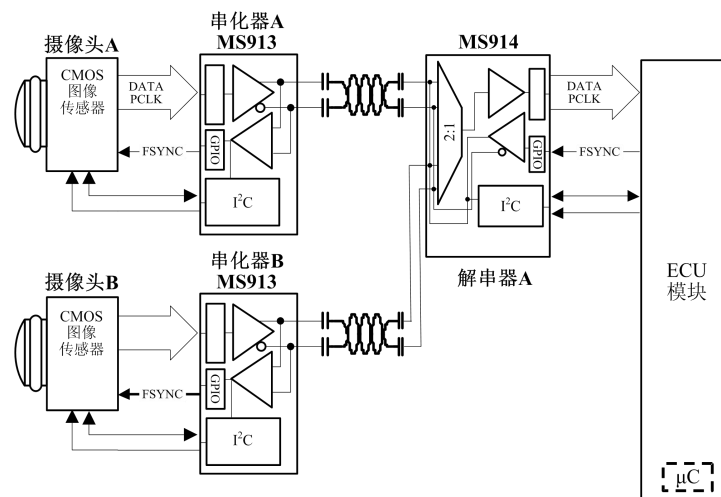 串化器A
摄像头A
MS913
MS914
CMOS
图像
传感器
DATA
PCLK
2:1
DATA
PCLK
FSYNC
GPIO
GPIO
FSYNC
I²C
I²C
解串器A
ECU
模块
串化器B
摄像头B
MS913
CMOS
图像
传感器
FSYNC
GPIO
I²C
μC